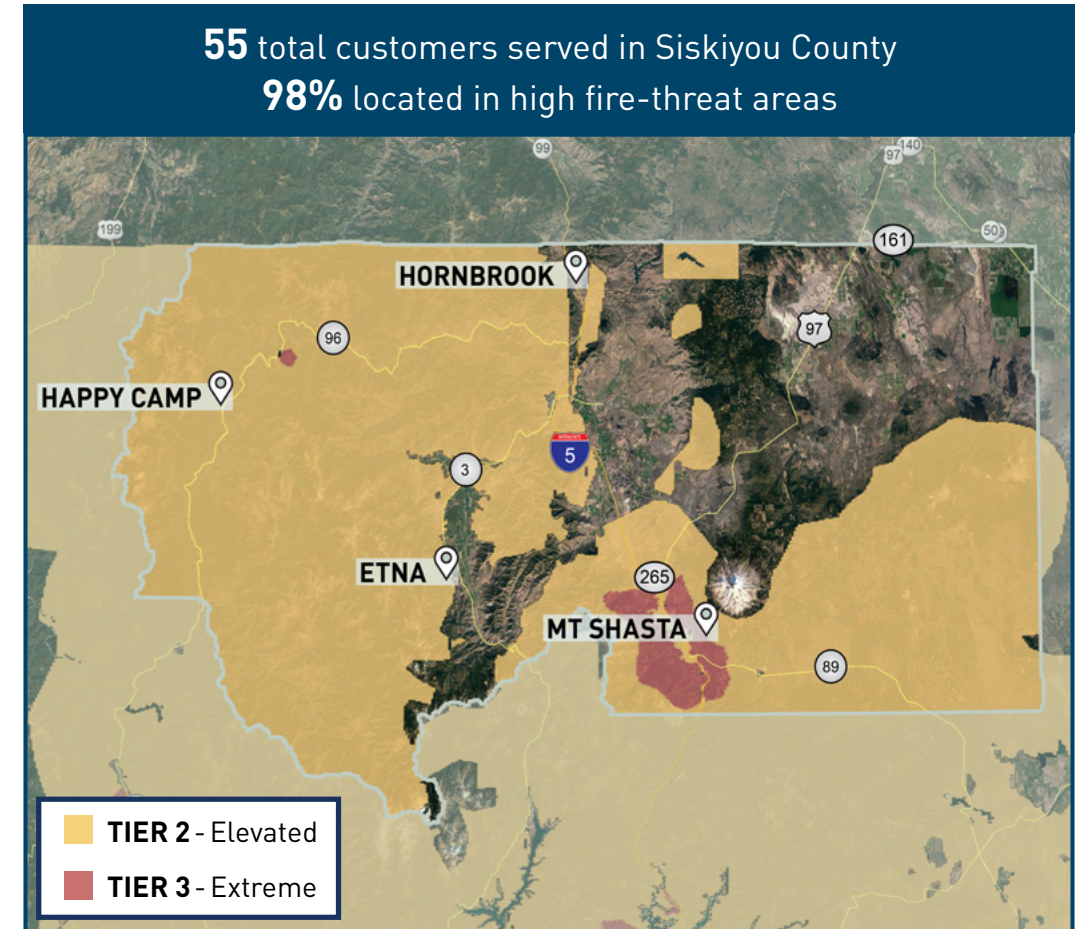 55 total customers served in Siskiyou County
98% located in high fire-threat areas
99
97
140
199
161
50
HORNBROOK
96
97
HAPPY CAMP
5
3
ETNA
265
MT SHASTA
89
TIER 2 - Elevated
TIER 3 - Extreme